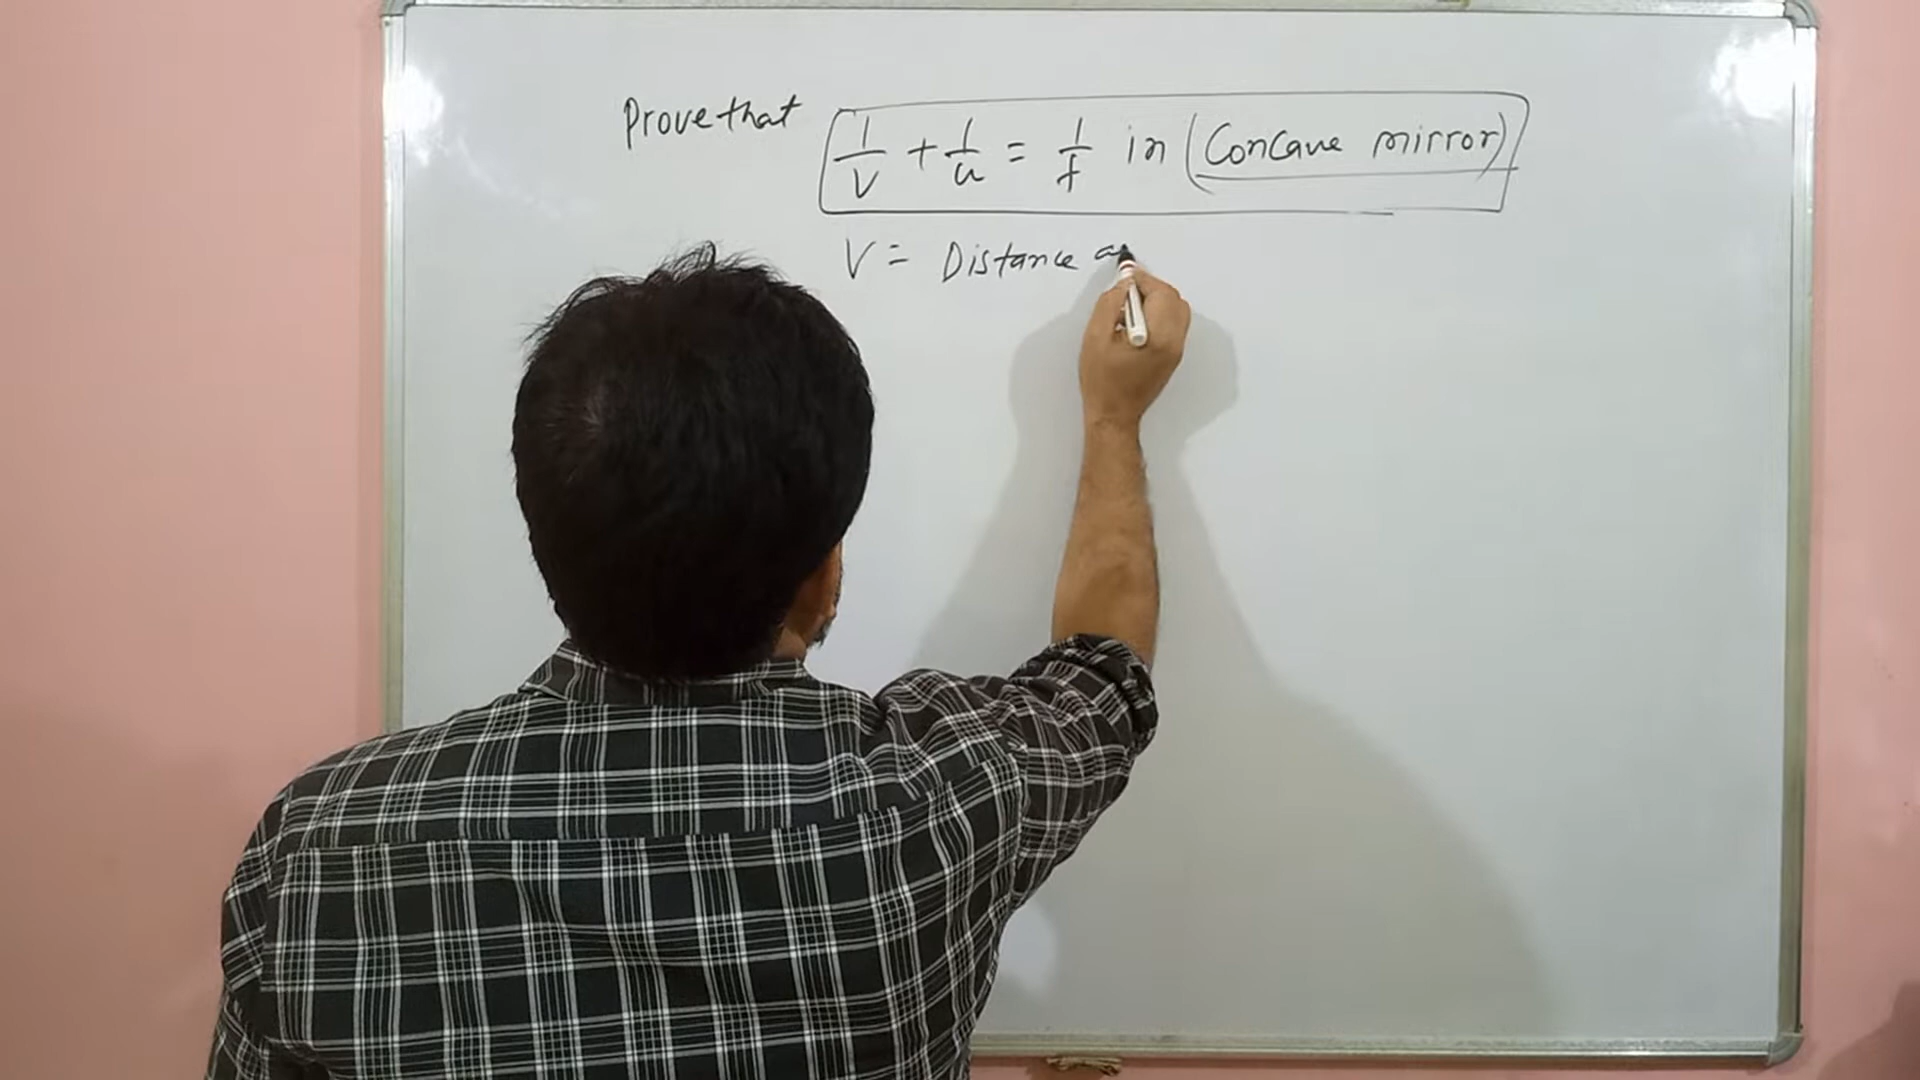 Prove that 1/V + 1/u = 1/f in (Concave mirror)
V = Distance